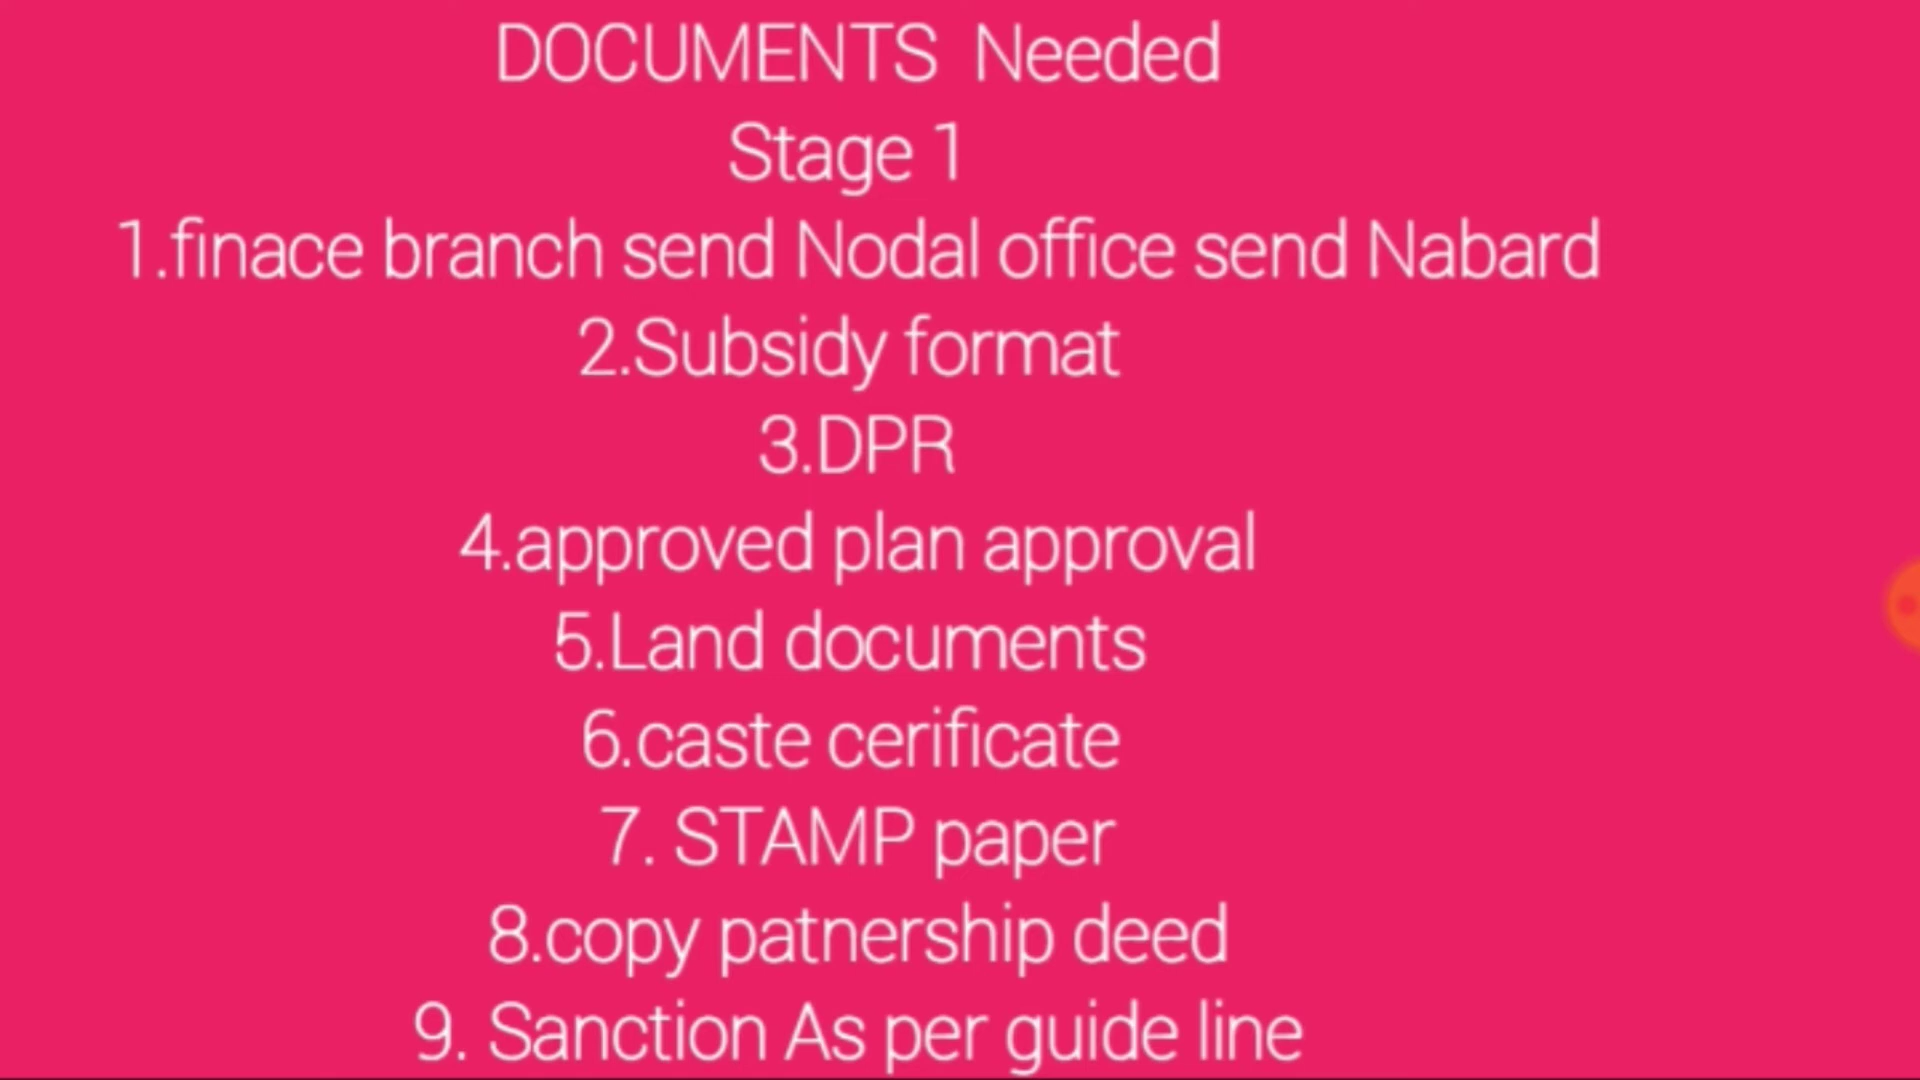 DOCUMENTS Needed
Stage 1
1.finace branch send Nodal office send Nabard
2.Subsidy format
3.DPR
4.approved plan approval
5.Land documents
6.caste cerificate
7. STAMP paper
8.copy patnership deed
9. Sanction As per guide line